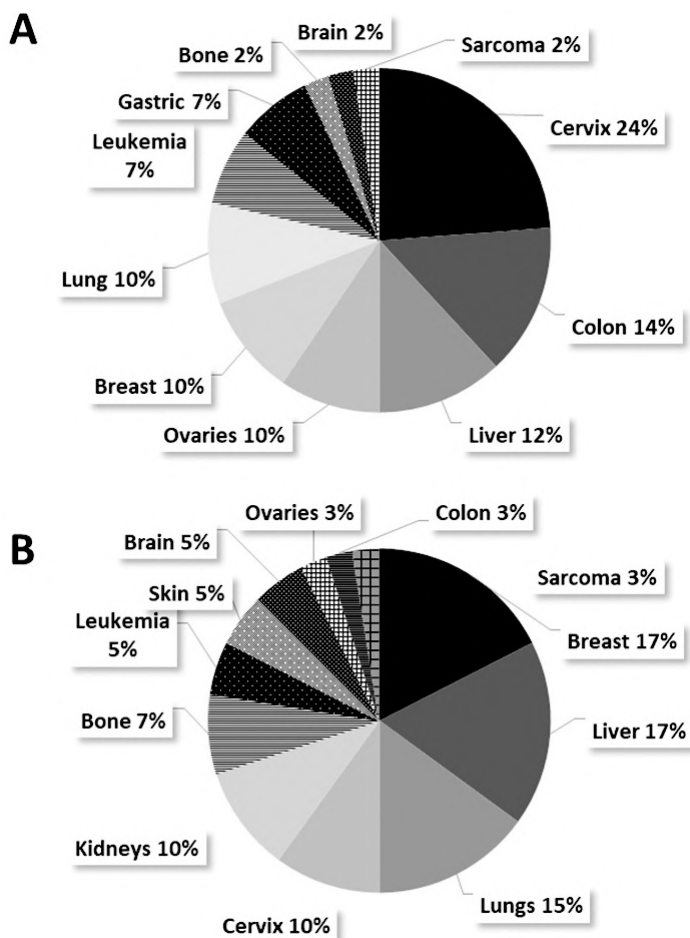 A
Brain 2%
Sarcoma 2%
Bone 2%
Gastric 7%
Cervix 24%
Leukemia
7%
Lung 10%
Colon 14%
Breast 10%
Ovaries 10%
Liver 12%
B
Ovaries 3%
Colon 3%
Brain 5%
Sarcoma 3%
Skin 5%
Leukemia
5%
Breast 17%
Bone 7%
Liver 17%
Kidneys 10%
Lungs 15%
Cervix 10%